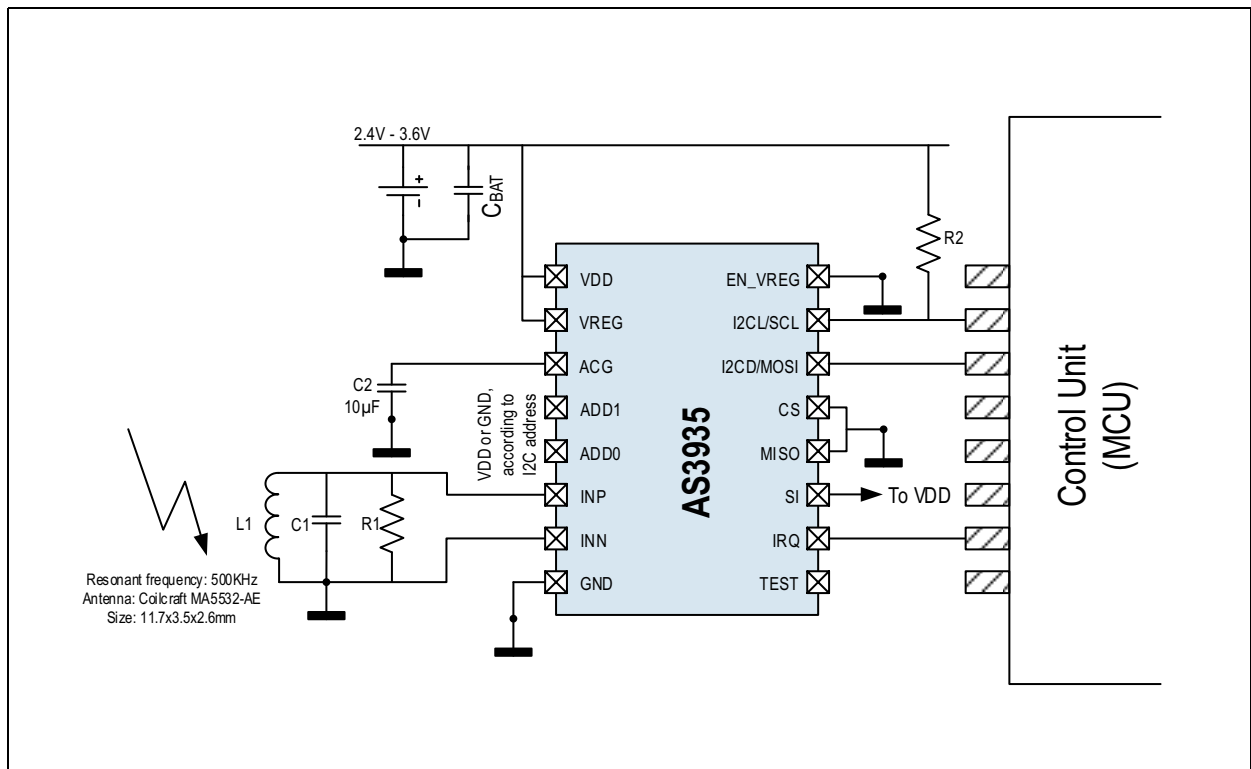 2.4V - 3.6V
+
-
CBAT
R2
VDD
VREG
ACG
ADD1
ADD0
INP
INN
GND
EN_VREG
I2CL/SCL
I2CD/MOSI
CS
MISO
SI
IRQ
TEST
AS3935
To VDD
C2
10µF
VDD or GND,
according to
I2C address
L1
C1
R1
Resonant frequency: 500KHz
Antenna: Coilcraft MA5532-AE
Size: 11.7x3.5x2.6mm
Control Unit
(MCU)